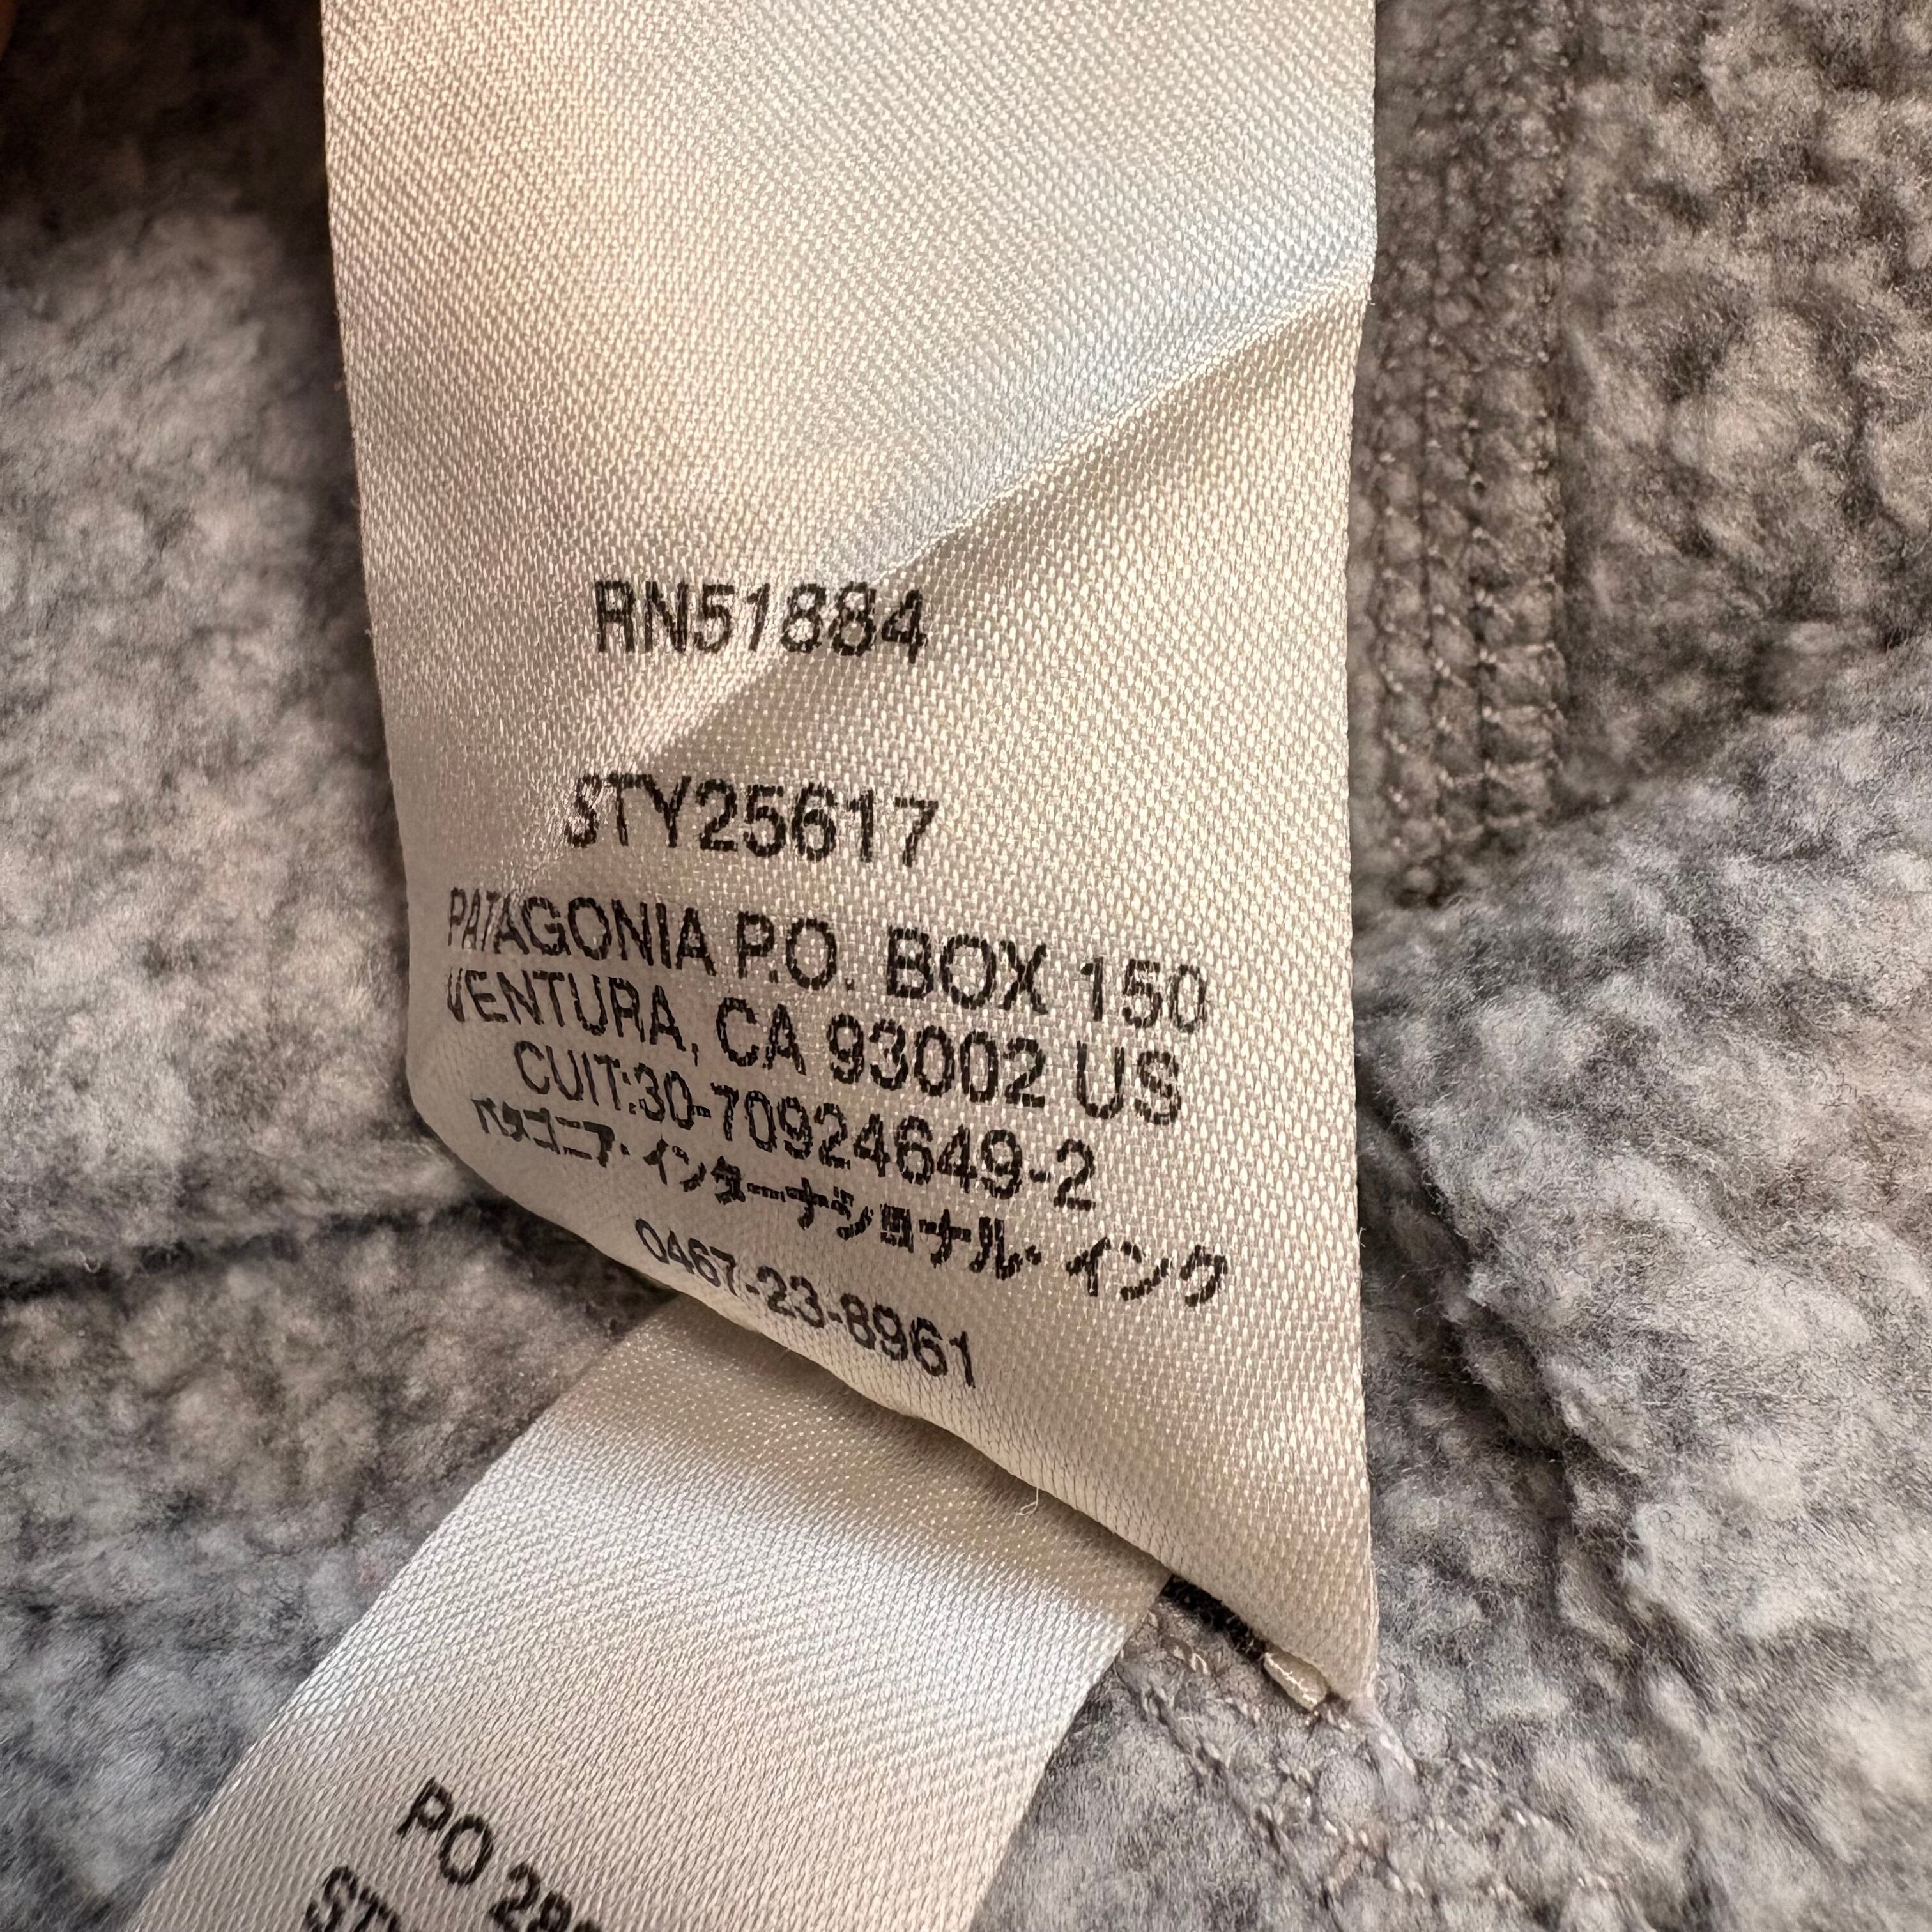 RN51884
STY25617
PATAGONIA P.O. BOX 150
VENTURA, CA 93002 US
CUIT:30-70924649-2
パタゴニア・インターナショナル・インク
0467-23-8961
PO